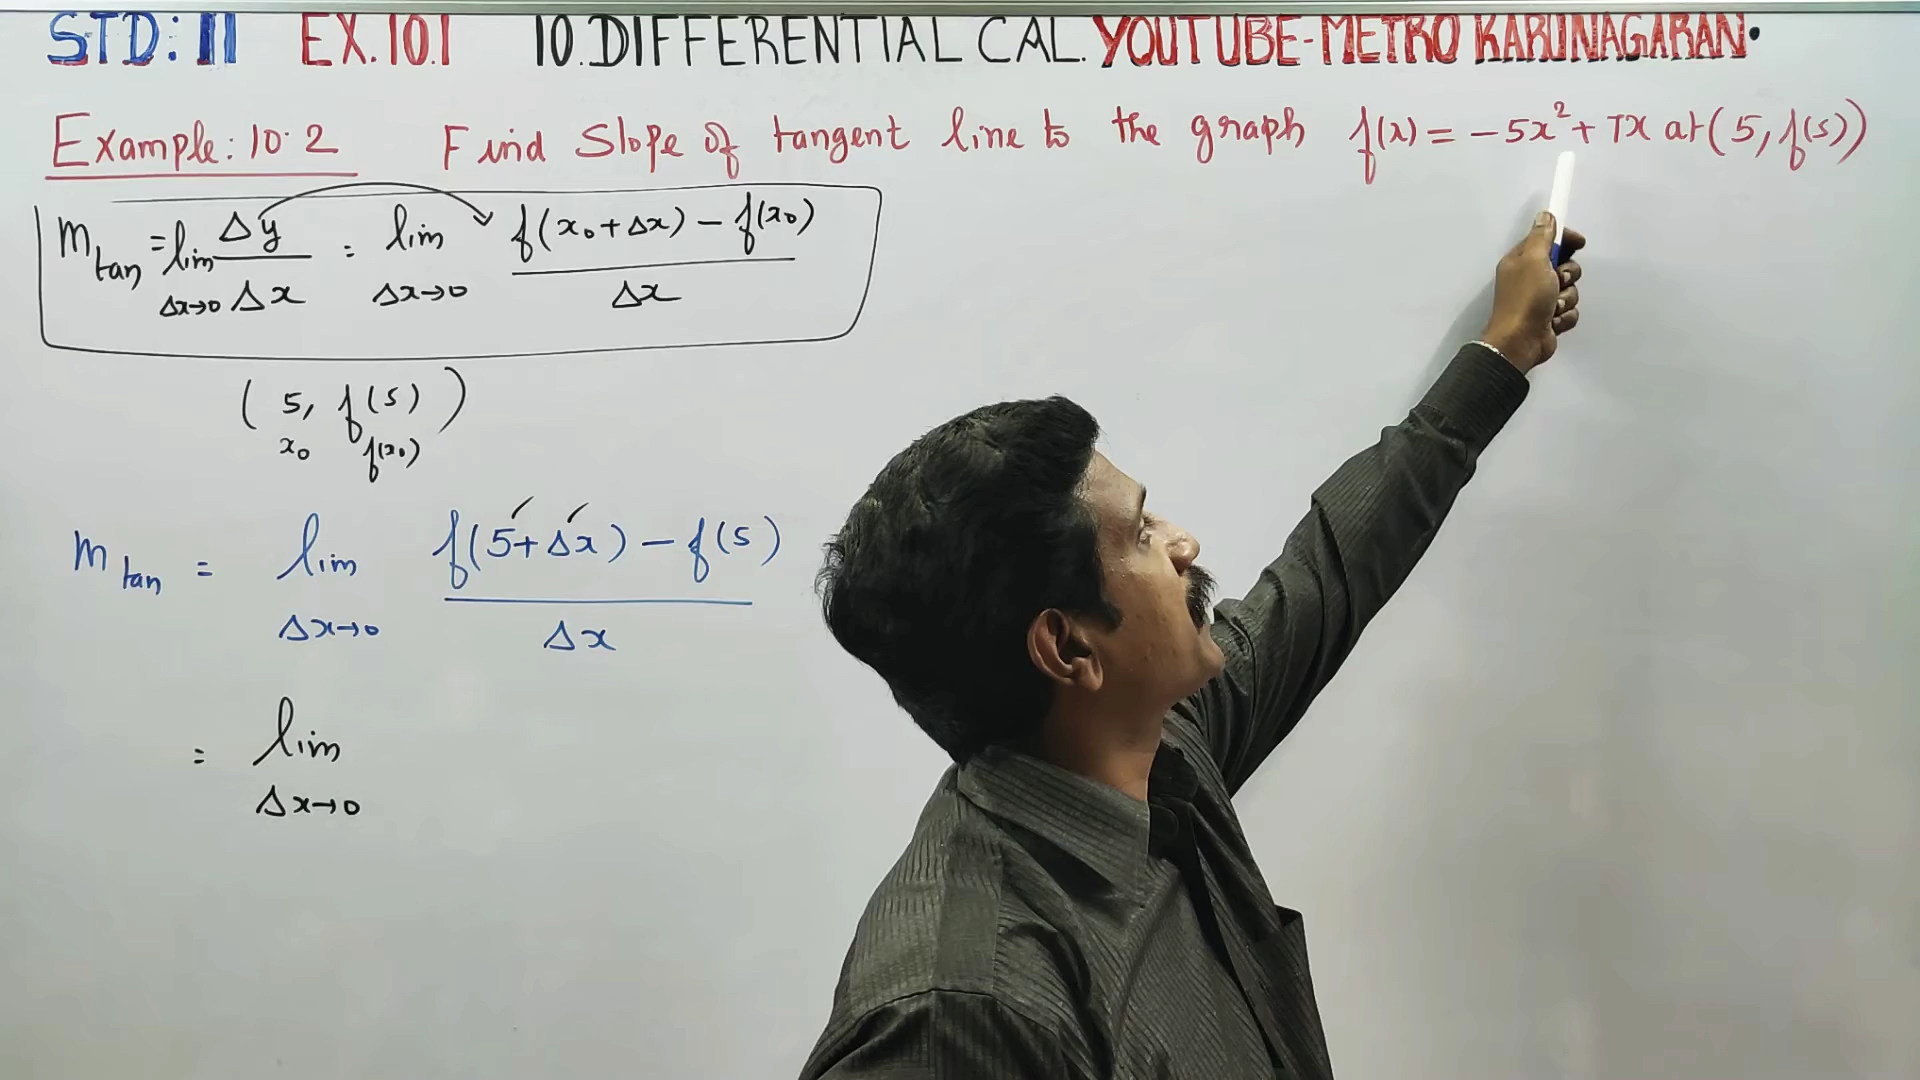 STD: 11 EX.10.1 10.DIFFERENTIAL CAL. YOUTUBE-METRO KARUNAGARAN.
Example: 10.2 Find Slope of tangent line to the graph f(x) = -5x² + 7x at (5, f(5))
m_tan = lim Δx→0 Δy/Δx = lim Δx→0 (f(x₀+Δx) - f(x₀))/Δx
(5, f(5))
x₀ f(x₀)
m_tan = lim Δx→0 (f(5+Δx) - f(5))/Δx
= lim Δx→0